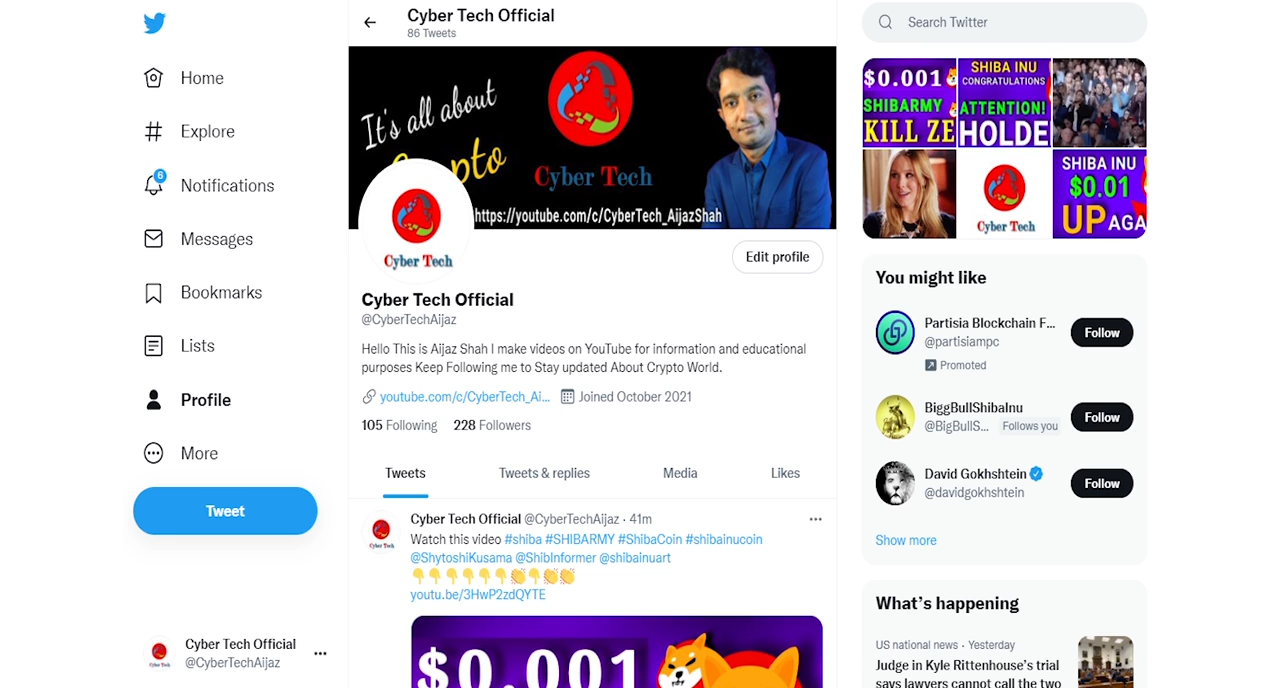 Home
Explore
6
Notifications
Messages
Bookmarks
Lists
Profile
More
Tweet
Cyber Tech Official
@CyberTechAijaz
Cyber Tech Official
86 Tweets
It's all about
Crypto
Cyber Tech
https://youtube.com/c/CyberTech_AijazShah
Cyber Tech
Edit profile
Cyber Tech Official
@CyberTechAijaz
Hello This is Aijaz Shah I make videos on YouTube for information and educational
purposes Keep Following me to Stay updated About Crypto World.
youtube.com/c/CyberTech_Ai... Joined October 2021
105 Following 228 Followers
Tweets Tweets & replies Media Likes
Cyber Tech Official @CyberTechAijaz · 41m
Watch this video #shiba #SHIBARMY #ShibaCoin #shibainucoin
@ShytoshiKusama @ShibInformer @shibainuart
youtu.be/3HwP2zdQYTE
$0.001
Search Twitter
$0.001
SHIBARMY
KILL ZE
SHIBA INU
CONGRATULATIONS
ATTENTION!
HOLDE
Cyber Tech
SHIBA INU
$0.01
UP AGA
You might like
Partisia Blockchain F...
@partisiampc
Promoted
Follow
BiggBullShibaInu
@BigBullS... Follows you
Follow
David Gokhshtein
@davidgokhshtein
Follow
Show more
What's happening
US national news · Yesterday
Judge in Kyle Rittenhouse's trial
says lawyers cannot call the two